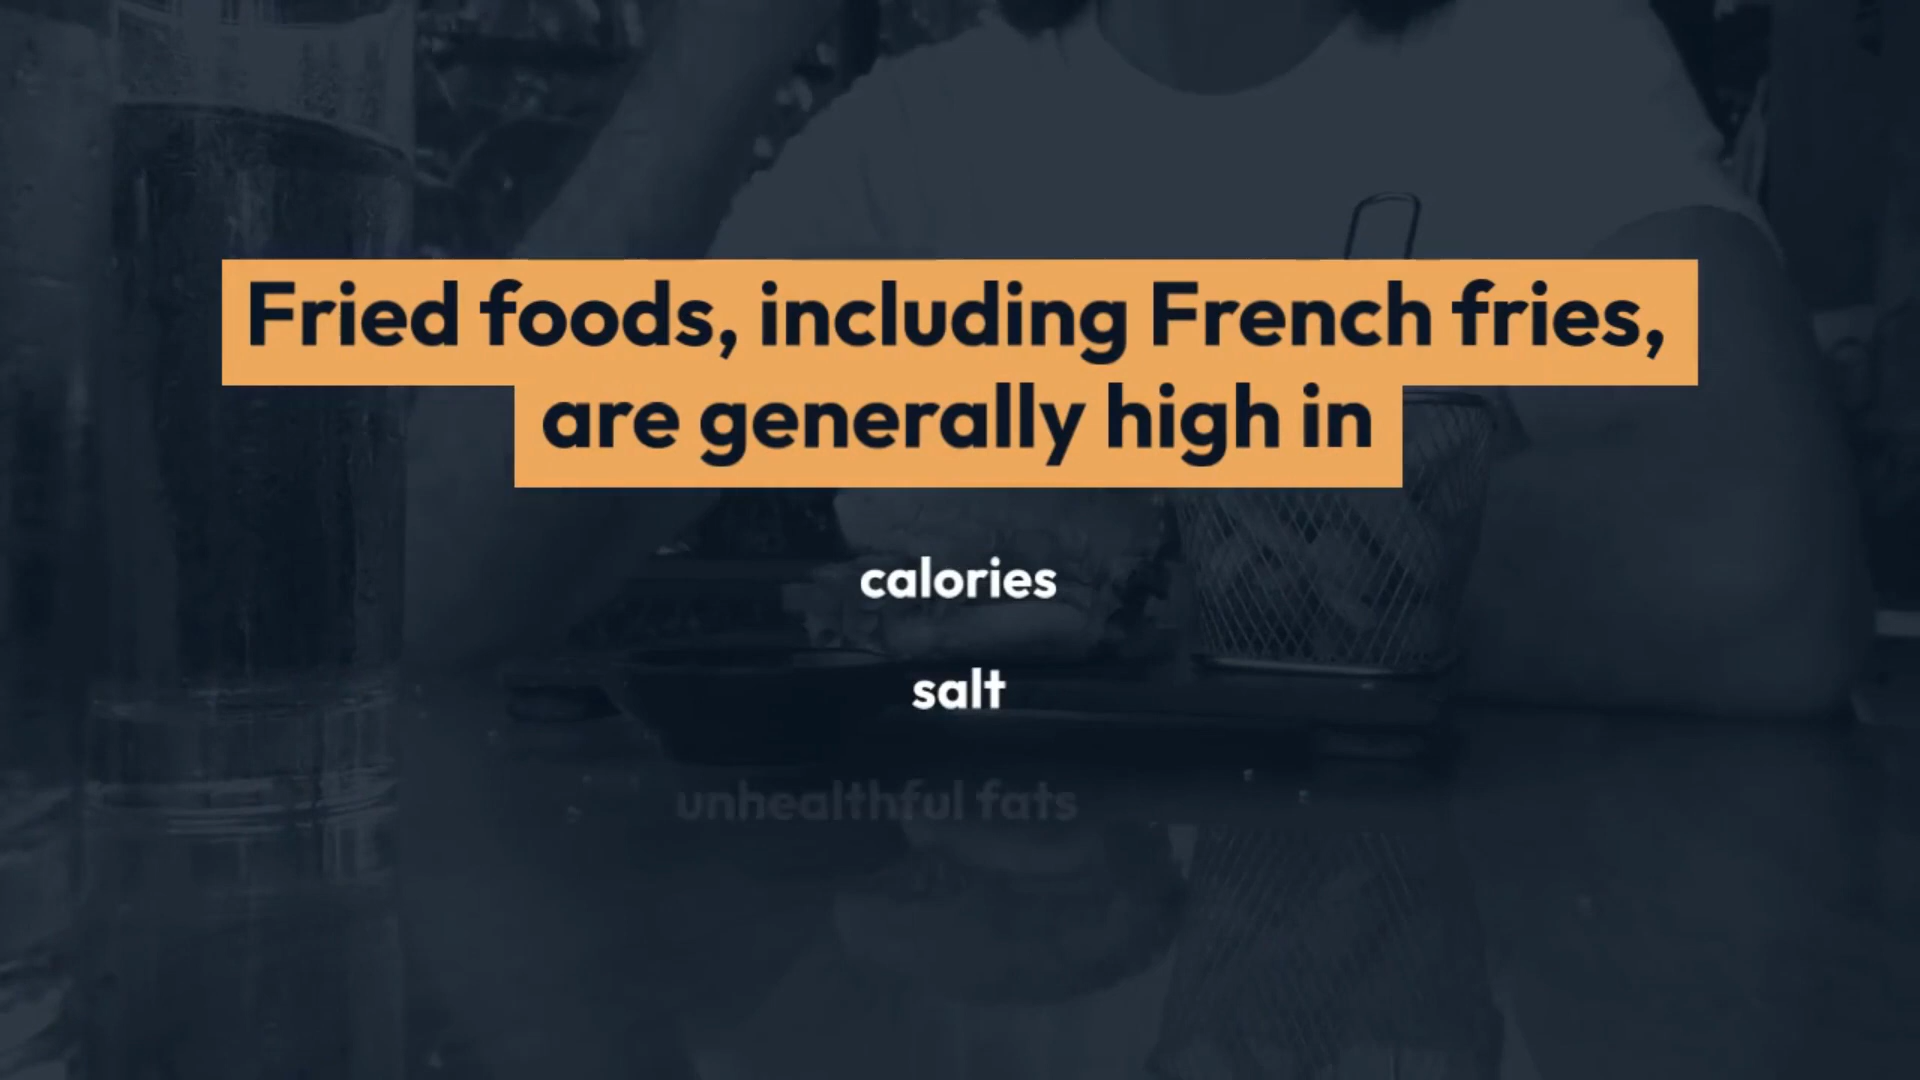 Fried foods, including French fries,
are generally high in
calories
salt
unhealthful fats